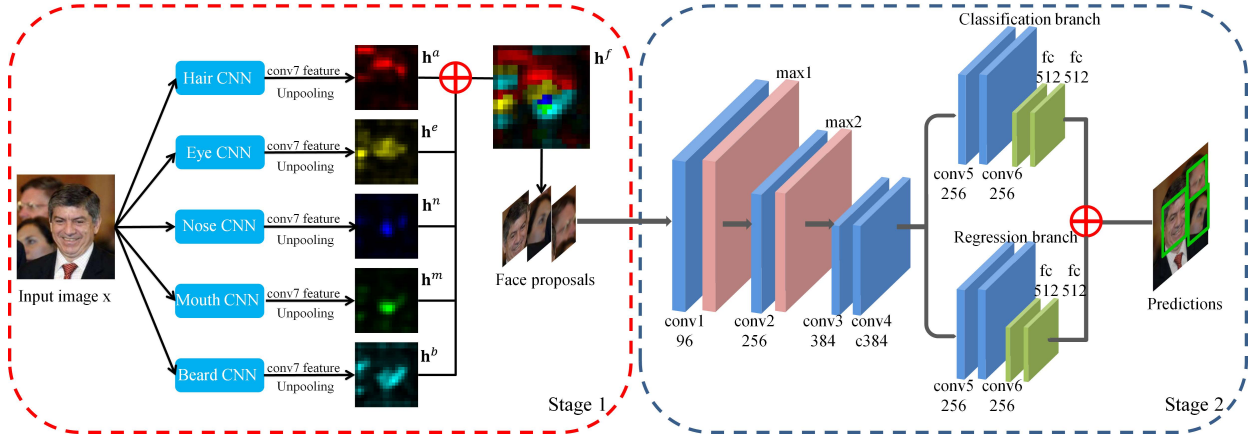 Hair CNN
conv7 feature
Unpooling
h^a
h^f
Eye CNN
conv7 feature
Unpooling
h^e
Nose CNN
conv7 feature
Unpooling
h^n
Mouth CNN
conv7 feature
Unpooling
h^m
Beard CNN
conv7 feature
Unpooling
h^b
Input image x
Face proposals
Stage 1
max1
max2
conv1
96
conv2
256
conv3
384
conv4
c384
Classification branch
fc
512
fc
512
conv5
256
conv6
256
Regression branch
fc
512
fc
512
conv5
256
conv6
256
Predictions
Stage 2